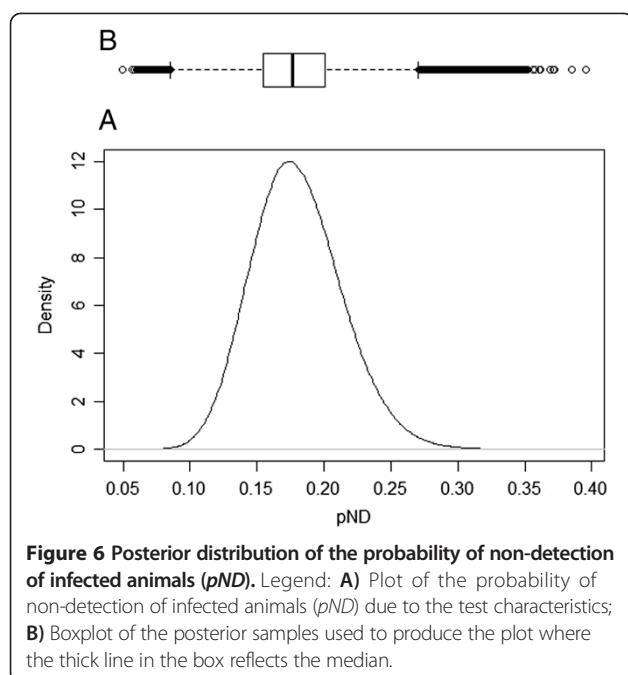 B
A
12
10
8
6
4
2
0
Density
0.05 0.10 0.15 0.20 0.25 0.30 0.35 0.40
pND
Figure 6 Posterior distribution of the probability of non-detection
of infected animals (pND). Legend: A) Plot of the probability of
non-detection of infected animals (pND) due to the test characteristics;
B) Boxplot of the posterior samples used to produce the plot where
the thick line in the box reflects the median.